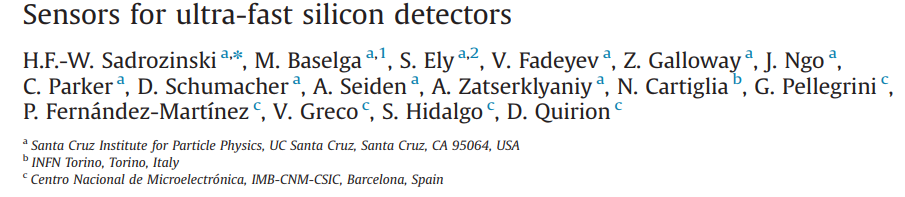 Sensors for ultra-fast silicon detectors
H.F.-W. Sadrozinski a,*, M. Baselga a,1, S. Ely a,2, V. Fadeyev a, Z. Galloway a, J. Ngo a,
C. Parker a, D. Schumacher a, A. Seiden a, A. Zatserklyaniy a, N. Cartiglia b, G. Pellegrini c,
P. Fernández-Martínez c, V. Greco c, S. Hidalgo c, D. Quirion c
a Santa Cruz Institute for Particle Physics, UC Santa Cruz, Santa Cruz, CA 95064, USA
b INFN Torino, Torino, Italy
c Centro Nacional de Microelectrónica, IMB-CNM-CSIC, Barcelona, Spain